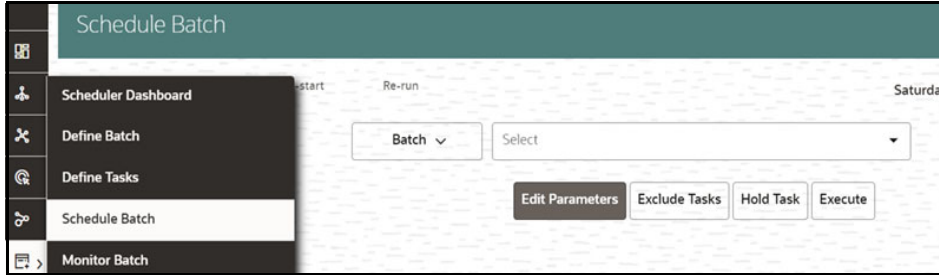 Schedule Batch
-start Re-run Saturda
Scheduler Dashboard
Define Batch
Batch Select
Define Tasks
Edit Parameters Exclude Tasks Hold Task Execute
Schedule Batch
Monitor Batch